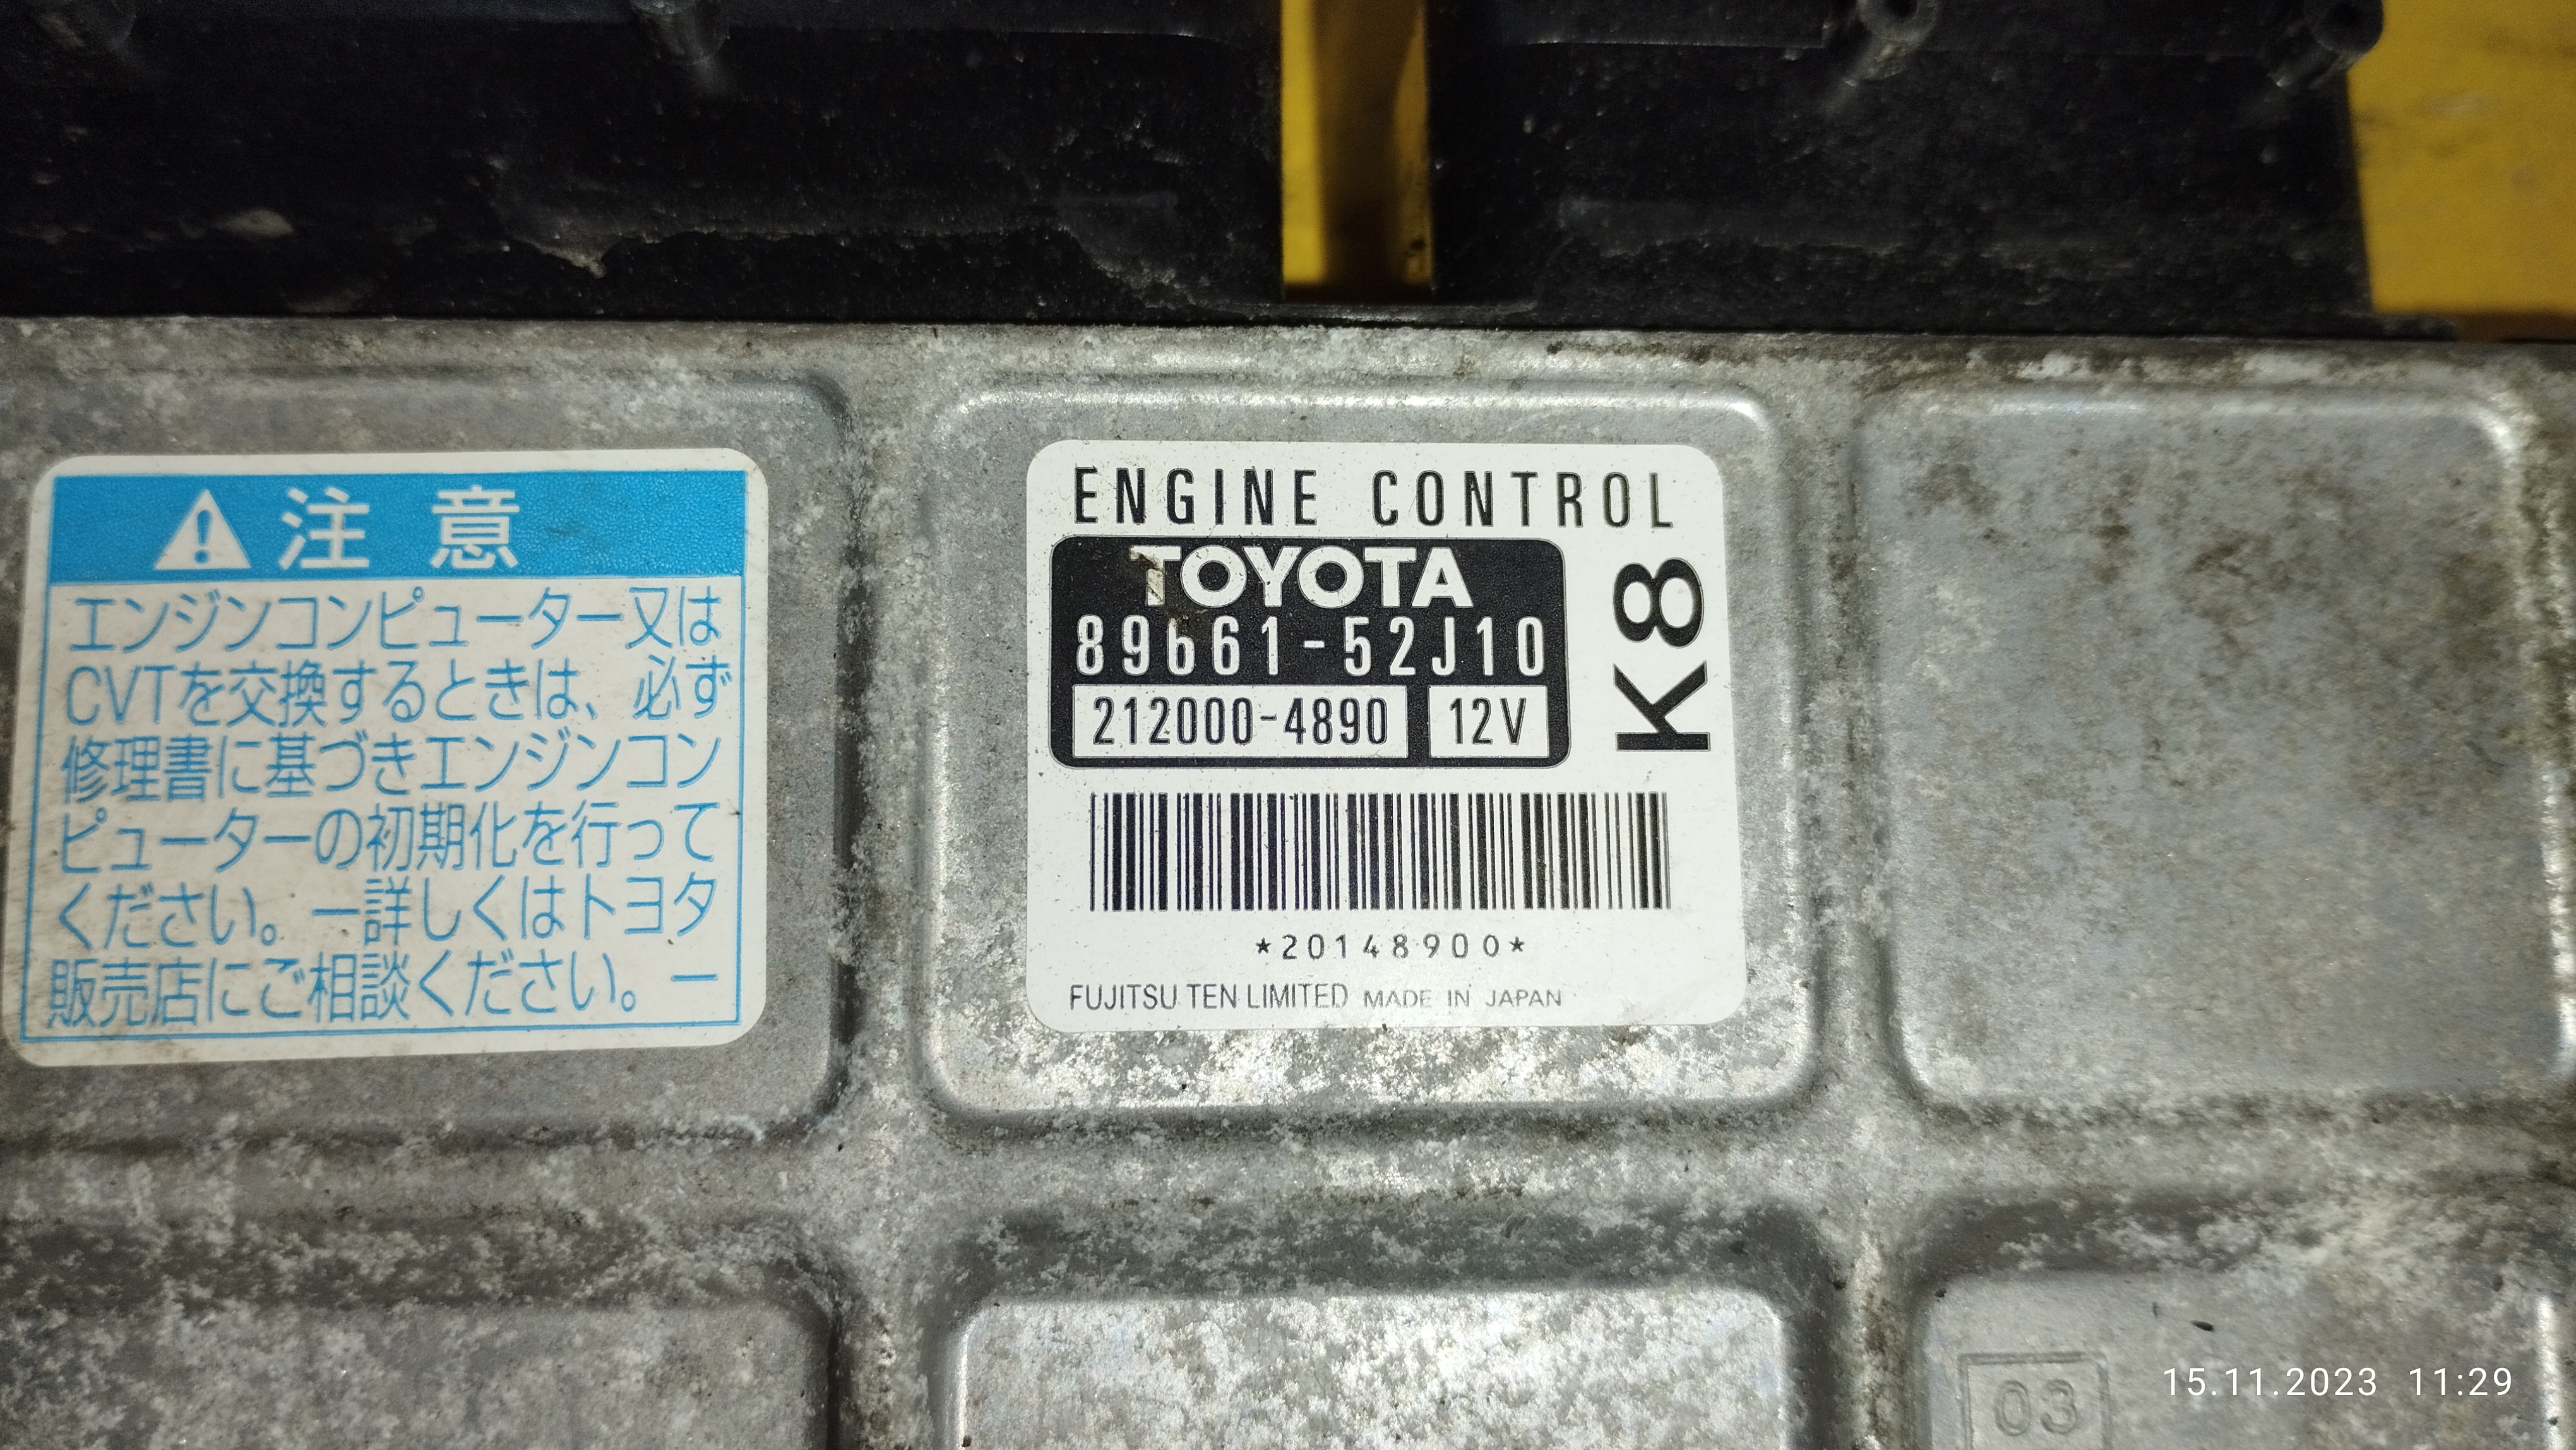 注意
エンジンコンピューター又は
CVTを交換するときは、必ず
修理書に基づきエンジンコン
ピューターの初期化を行って
ください。ー詳しくはトヨタ
販売店にご相談ください。ー
ENGINE CONTROL
TOYOTA
89661-52J10
212000-4890 12V
K8
*20148900*
FUJITSU TEN LIMITED MADE IN JAPAN
03
15.11.2023 11:29